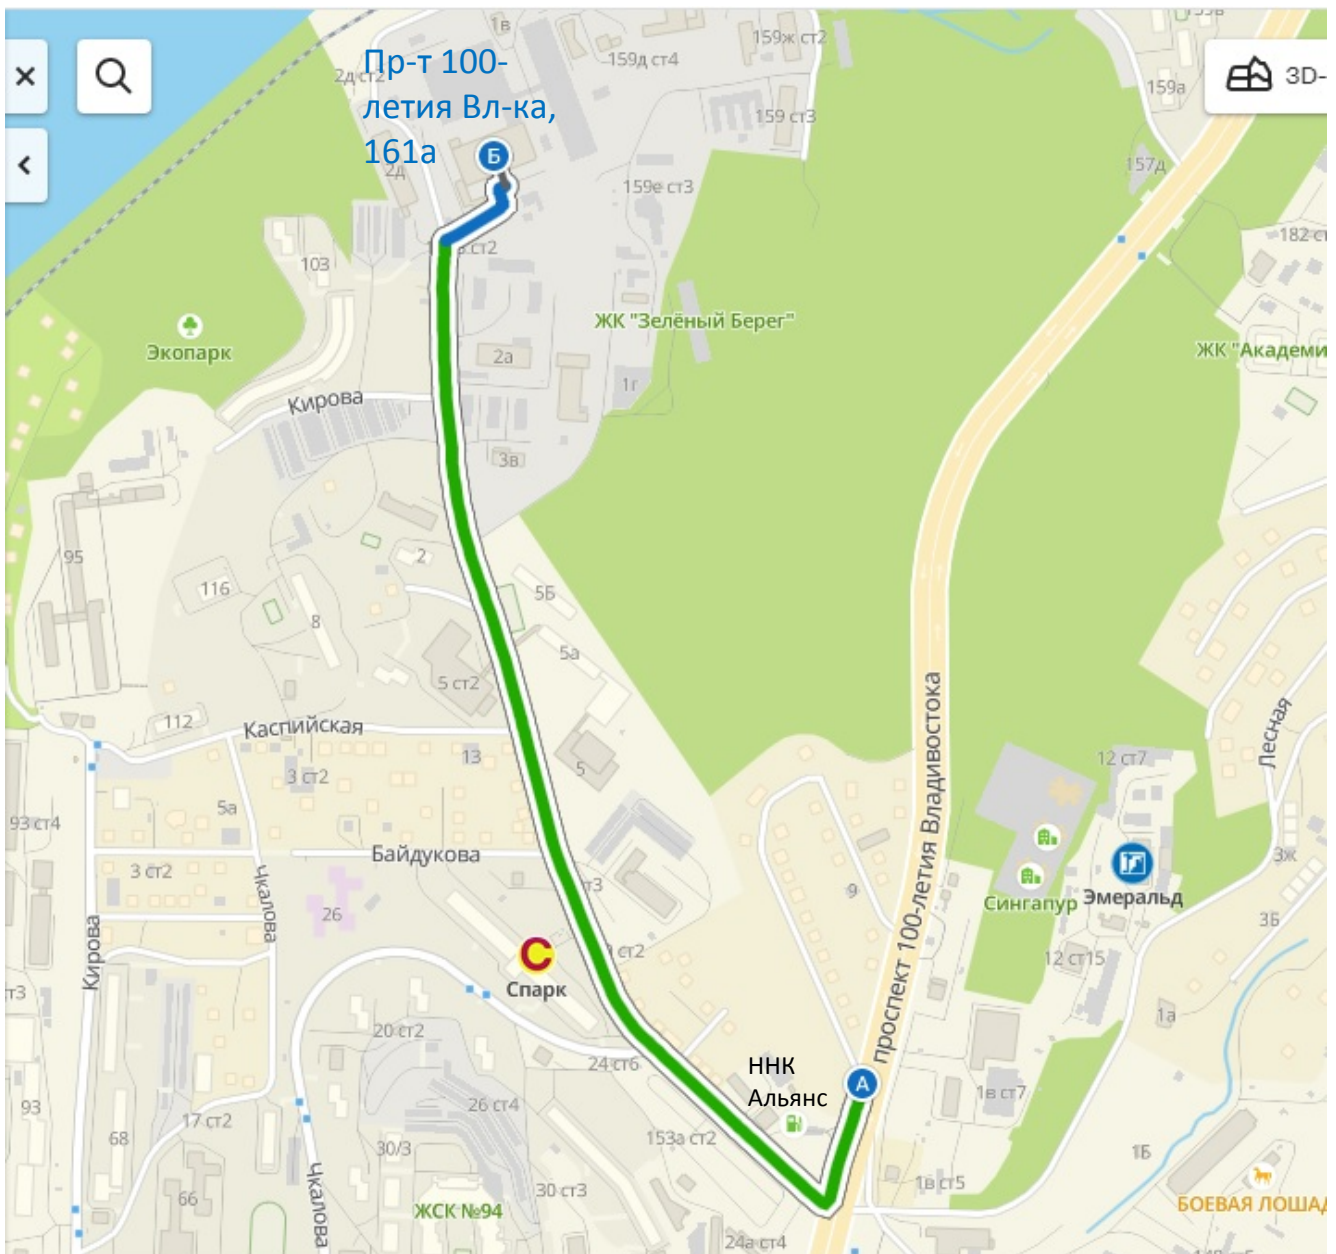 1в
159в
159ж ст2
Пр-т 100-
летия Вл-ка,
161а
2д ст2
159д ст4
159а
3D-
159 ст3
Б
2д
159е ст3
157д
182 ст
103
ст2
ЖК "Зелёный Берег"
Экопарк
2а
ЖК "Академи
1г
Кирова
3в
95
2
116
5Б
8
5а
5 ст2
проспект 100-летия Владивостока
112
Каспийская
Лесная
13
5
12 ст7
3 ст2
5а
93 ст4
Байдукова
3ж
3 ст2
т3
9
Чкалова
26
Сингапур
Эмеральд
3Б
Кирова
С
ст2
12 ст15
Спарк
т3
1а
20 ст2
ННК
Альянс
А
24 ст6
1в ст7
93
26 ст4
17 ст2
68
153а ст2
30/3
1Б
66
Чкалова
30 ст3
1в ст5
ЖСК №94
БОЕВАЯ ЛОШАД
24а ст4